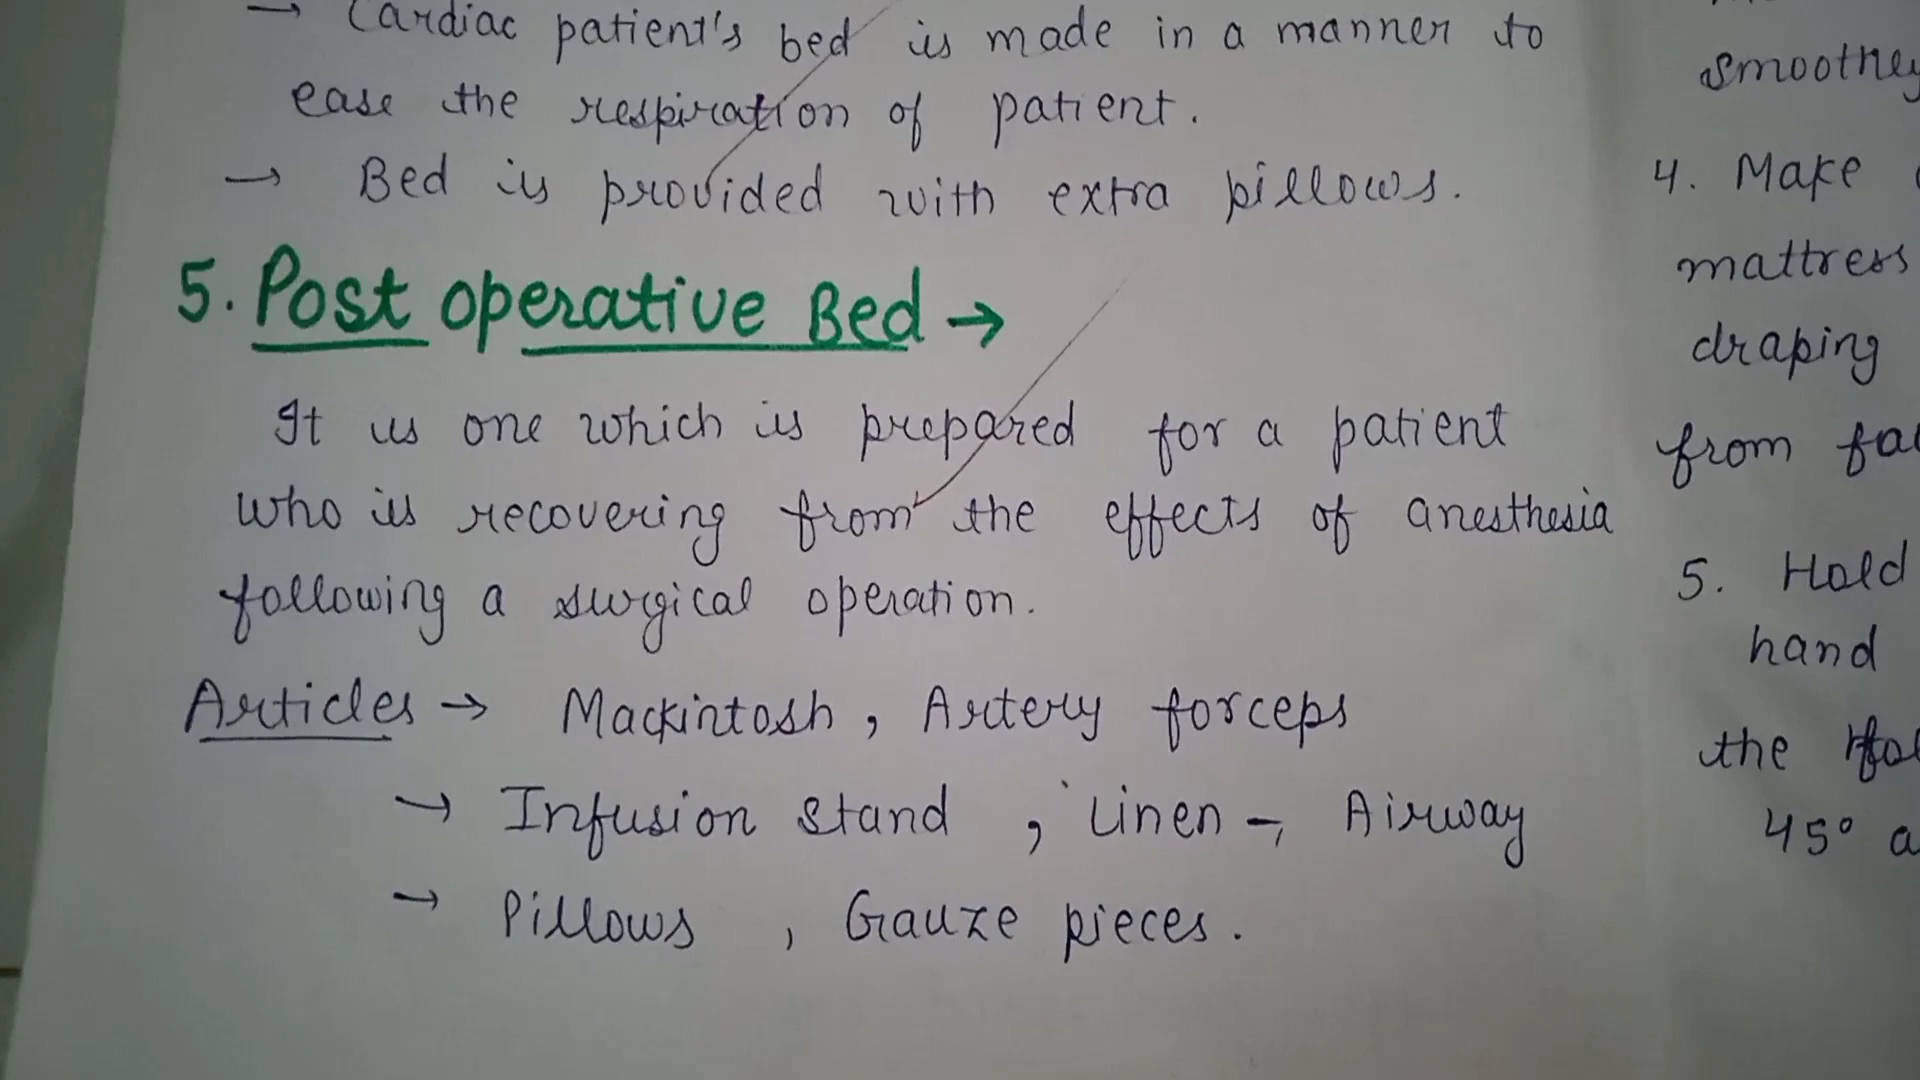 → Cardiac patient's bed is made in a manner to
ease the respiration of patient.
→ Bed is provided with extra pillows.
5. Post operative Bed →
It is one which is prepared for a patient
who is recovering from the effects of anesthesia
following a surgical operation.
Articles → Mackintosh, Artery forceps
→ Infusion stand, Linen -, Airway
→ Pillows, Gauze pieces.
4. Make
mattress
draping
from
5. Hold
hand
the
45°